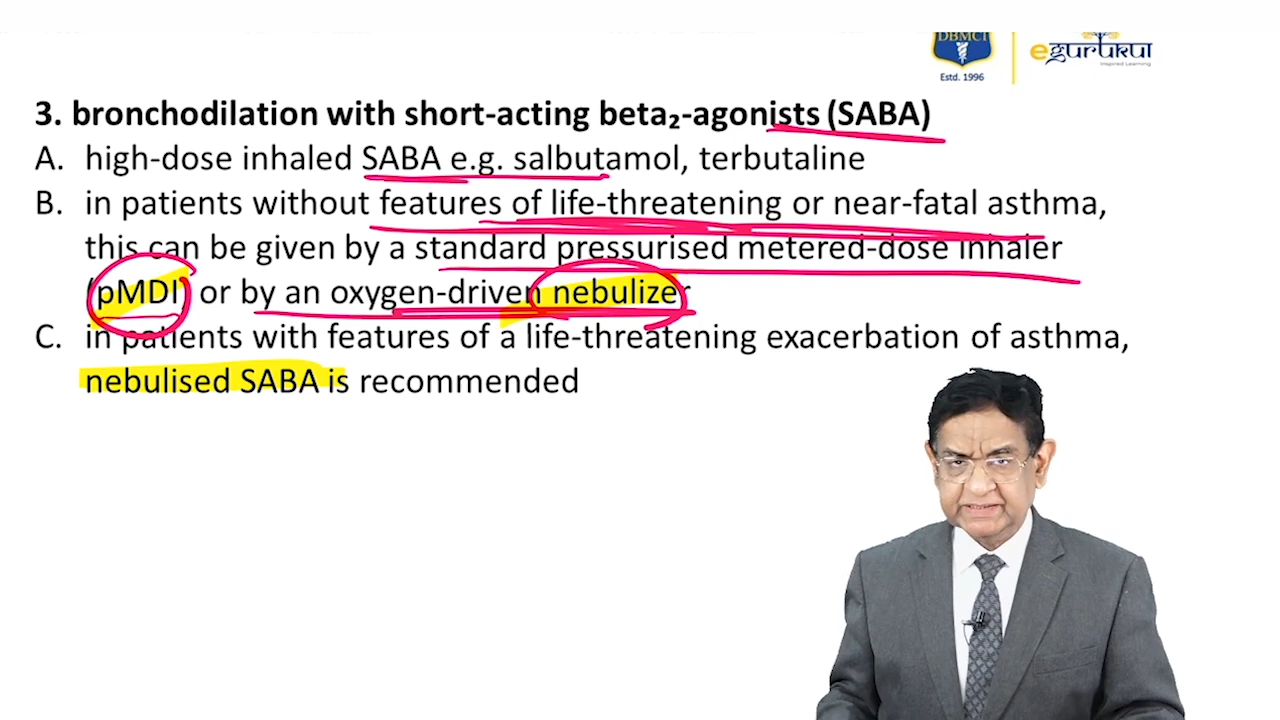 DBMCI
egurukul
Inspired Learning
Estd. 1996
3. bronchodilation with short-acting beta₂-agonists (SABA)
A. high-dose inhaled SABA e.g. salbutamol, terbutaline
B. in patients without features of life-threatening or near-fatal asthma,
this can be given by a standard pressurised metered-dose inhaler
(pMDI) or by an oxygen-driven nebulizer
C. in patients with features of a life-threatening exacerbation of asthma,
nebulised SABA is recommended